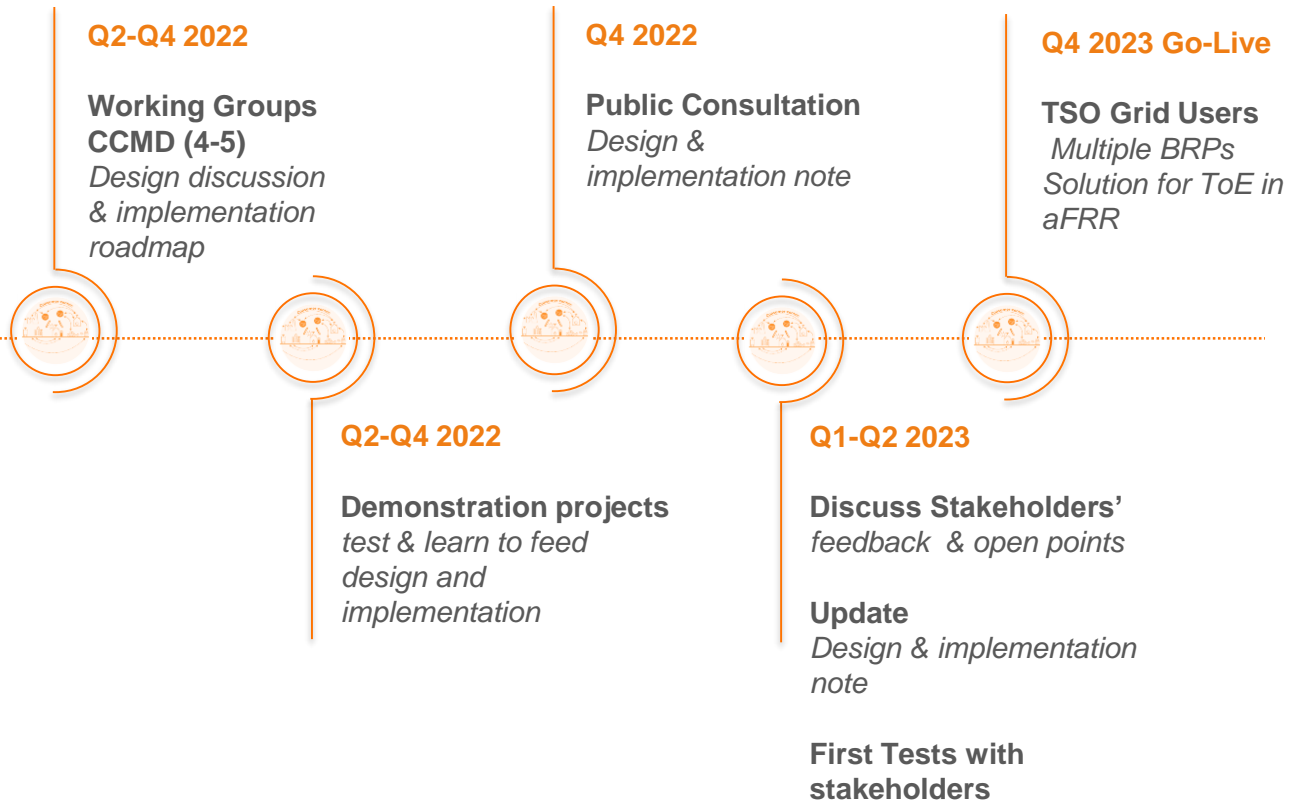 Q2-Q4 2022
Working Groups
CCMD (4-5)
Design discussion
& implementation
roadmap
Q2-Q4 2022
Demonstration projects
test & learn to feed
design and
implementation
Q4 2022
Public Consultation
Design &
implementation note
Q1-Q2 2023
Discuss Stakeholders’
feedback & open points
Update
Design & implementation
note
First Tests with
stakeholders
Q4 2023 Go-Live
TSO Grid Users
Multiple BRPs
Solution for ToE in
aFRR